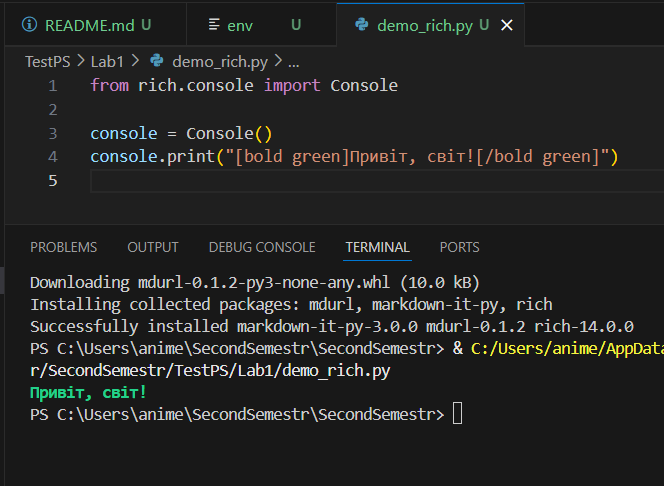 README.md U env U demo_rich.py U
TestPS > Lab1 > demo_rich.py > ...
1 from rich.console import Console
2
3 console = Console()
4 console.print("[bold green]Привіт, світ![/bold green]")
5
PROBLEMS OUTPUT DEBUG CONSOLE TERMINAL PORTS
Downloading mdurl-0.1.2-py3-none-any.whl (10.0 kB)
Installing collected packages: mdurl, markdown-it-py, rich
Successfully installed markdown-it-py-3.0.0 mdurl-0.1.2 rich-14.0.0
PS C:\Users\anime\SecondSemestr\SecondSemestr> & C:/Users/anime/AppData
r/SecondSemestr/TestPS/Lab1/demo_rich.py
Привіт, світ!
PS C:\Users\anime\SecondSemestr\SecondSemestr>